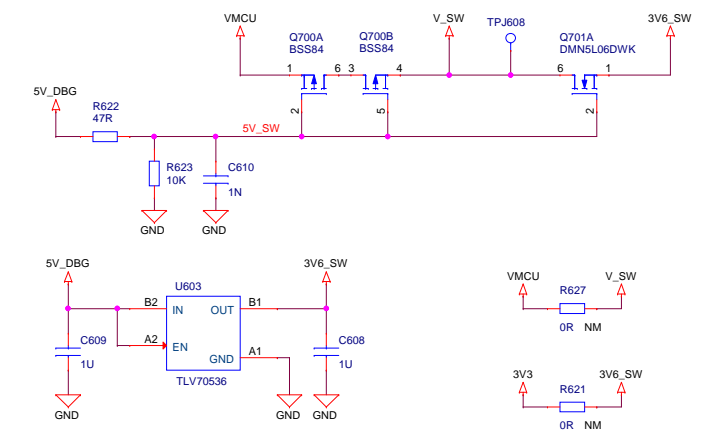 VMCU
Q700A
BSS84
Q700B
BSS84
V_SW
TPJ608
Q701A
DMN5L06DWK
3V6_SW
1
6
3
4
6
1
2
5
2
5V_DBG
R622
47R
5V_SW
R623
10K
C610
1N
GND
GND
5V_DBG
U603
3V6_SW
B2
IN
OUT
B1
A2
EN
GND
A1
C609
1U
C608
1U
TLV70536
GND
GND
GND
VMCU
V_SW
R627
0R NM
3V3
3V6_SW
R621
0R NM